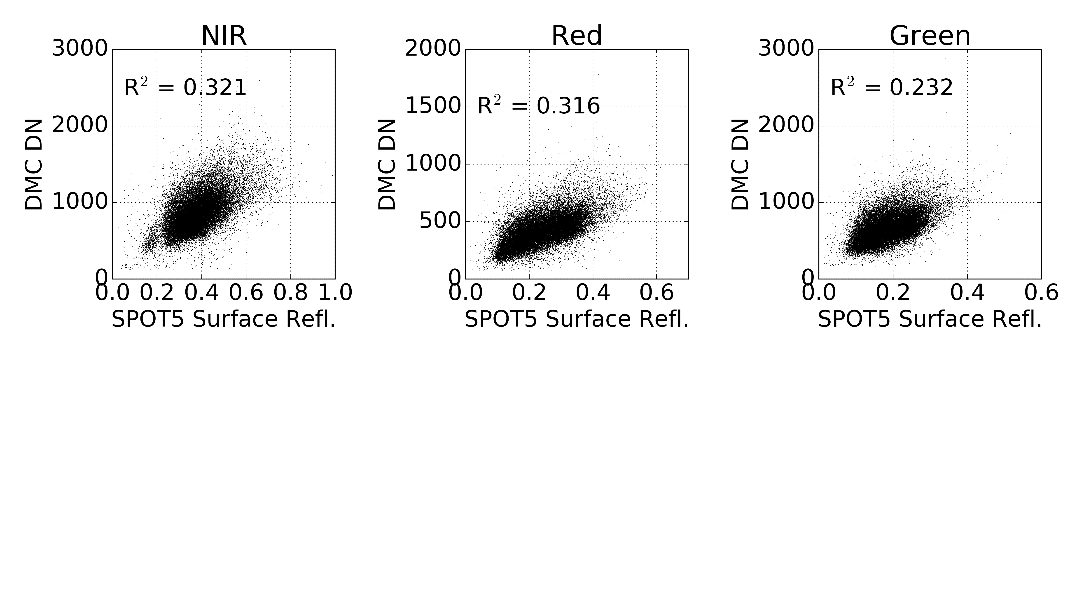 NIR
3000
2000
1000
0
DMC DN
R² = 0.321
0.0 0.2 0.4 0.6 0.8 1.0
SPOT5 Surface Refl.
Red
2000
1500
1000
500
0
DMC DN
R² = 0.316
0.0 0.2 0.4 0.6
SPOT5 Surface Refl.
Green
3000
2000
1000
0
DMC DN
R² = 0.232
0.0 0.2 0.4 0.6
SPOT5 Surface Refl.